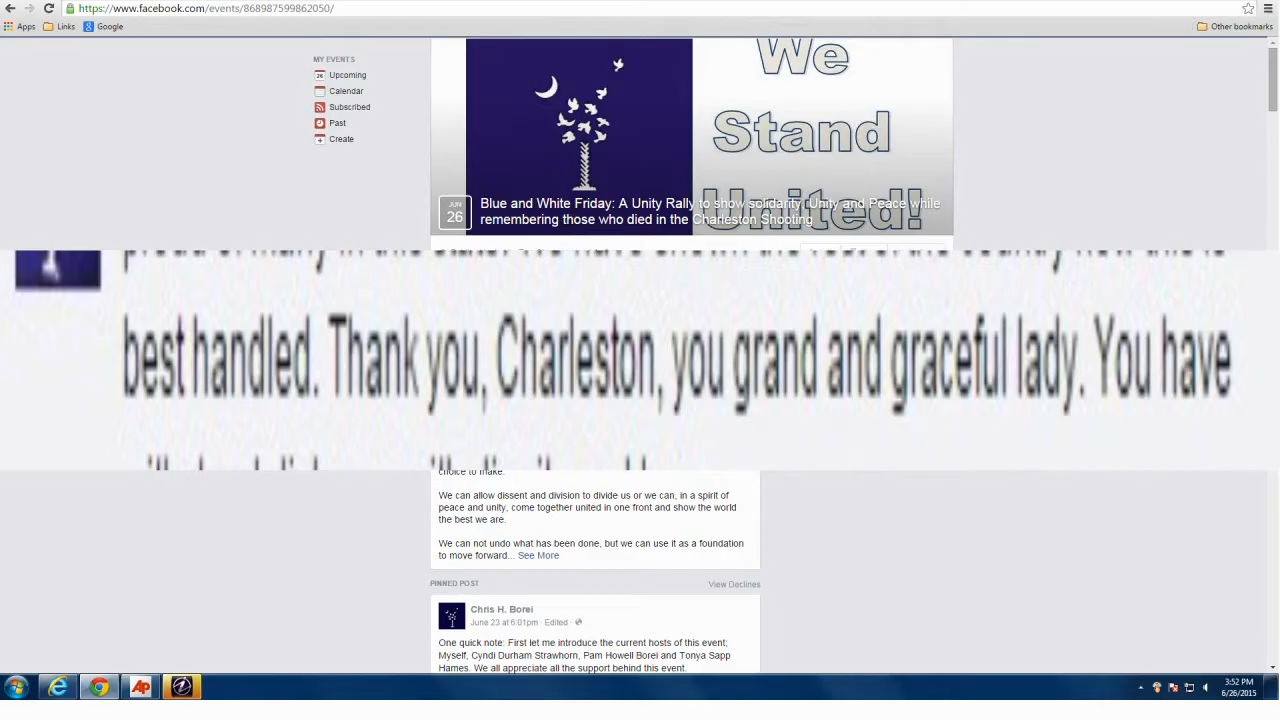 https://www.facebook.com/events/868987599862050/
Apps Links Google Other bookmarks
MY EVENTS
26 Upcoming
Calendar
Subscribed
Past
Create
We
Stand
United!
JUN
26
Blue and White Friday: A Unity Rally to show solidarity, Unity and Peace while
remembering those who died in the Charleston Shooting
best handled. Thank you, Charleston, you grand and graceful lady. You have
choice to make.
We can allow dissent and division to divide us or we can, in a spirit of
peace and unity, come together united in one front and show the world
the best we are.
We can not undo what has been done, but we can use it as a foundation
to move forward... See More
PINNED POST View Declines
Chris H. Borei
June 23 at 6:01pm · Edited ·
One quick note: First let me introduce the current hosts of this event;
Myself, Cyndi Durham Strawhorn, Pam Howell Borei and Tonya Sapp
Hames. We all appreciate all the support behind this event.
AP
3:52 PM
6/26/2015